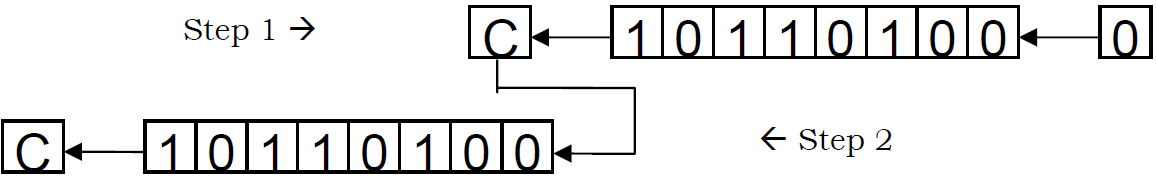 Step 1 → C 1 0 1 1 0 1 0 0 0
C 1 0 1 1 0 1 0 0 ← Step 2